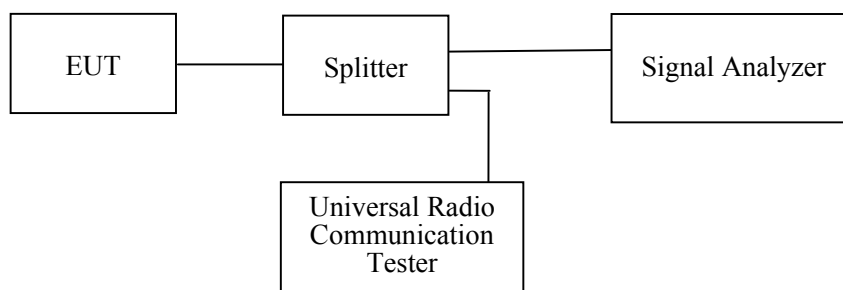 EUT
Splitter
Signal Analyzer
Universal Radio
Communication
Tester